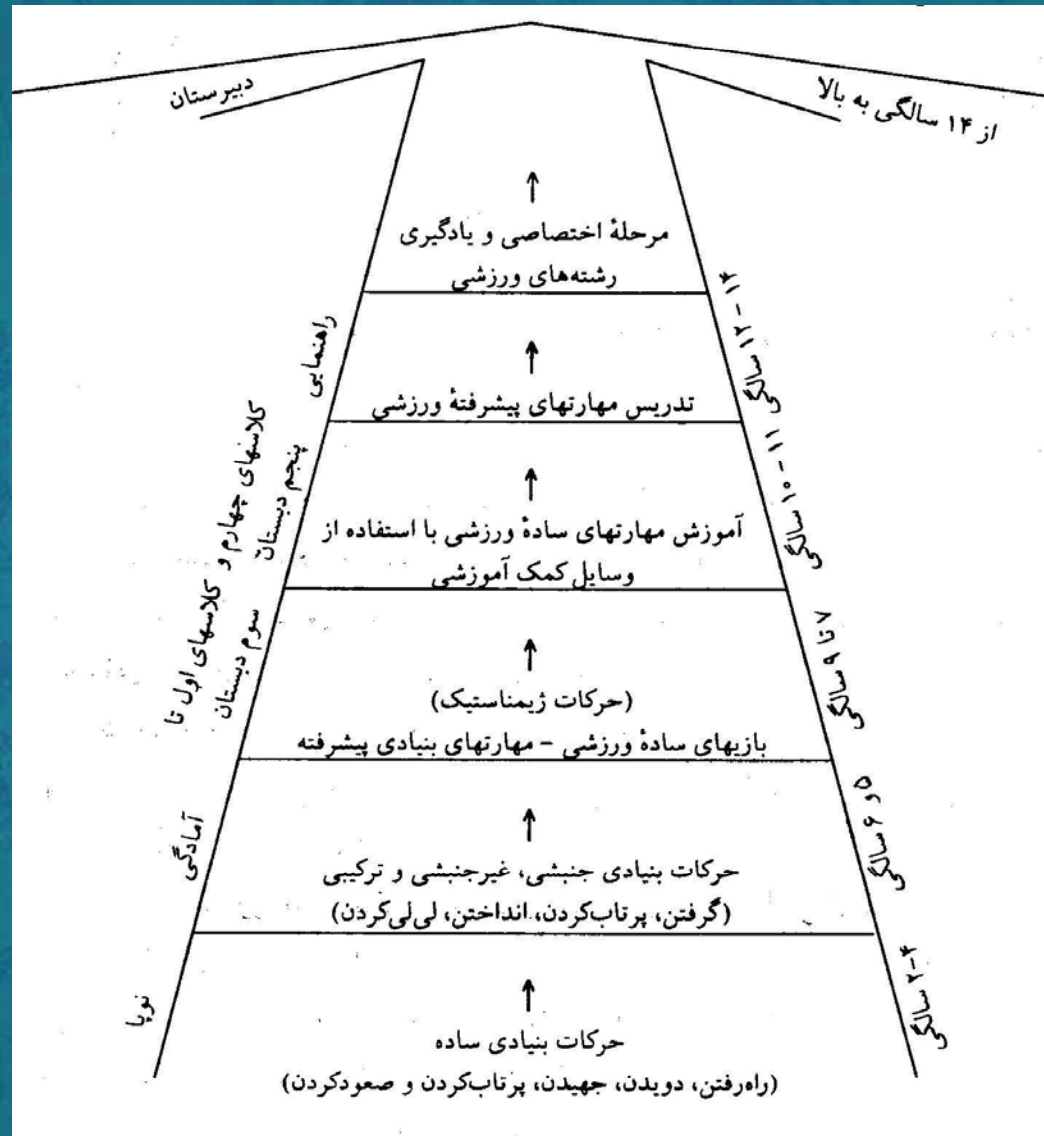 دبیرستان
از ۱۴ سالگی به بالا
مرحلهٔ اختصاصی و یادگیری
رشته‌های ورزشی
راهنمایی
۱۲ – ۱۴ سالگی
تدریس مهارتهای پیشرفتهٔ ورزشی
کلاسهای چهارم و
پنجم دبستان
۱۰ – ۱۱ سالگی
آموزش مهارتهای سادهٔ ورزشی با استفاده از
وسایل کمک آموزشی
کلاسهای اول تا
سوم دبستان
۷ تا ۹ سالگی
(حرکات ژیمناستیک)
بازیهای سادهٔ ورزشی – مهارتهای بنیادی پیشرفته
آمادگی
۵ و ۶ سالگی
حرکات بنیادی جنبشی، غیرجنبشی و ترکیبی
(گرفتن، پرتاب‌کردن، انداختن، لی‌لی‌کردن)
نوپا
۲-۴ سالگی
حرکات بنیادی ساده
(راه‌رفتن، دویدن، جهیدن، پرتاب‌کردن و صعودکردن)